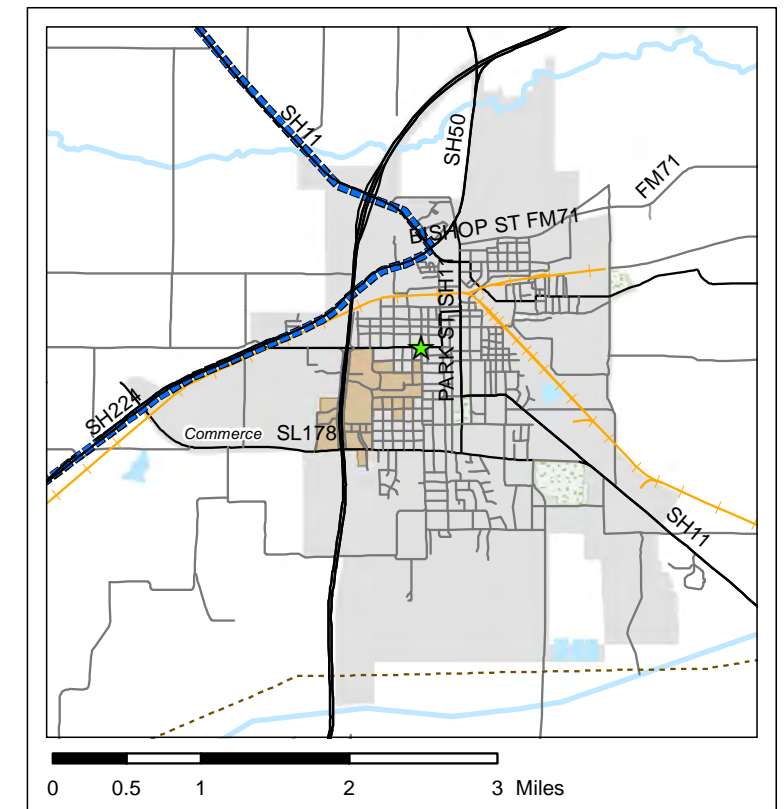 SH11
SH50
FM71
BISHOP ST FM71
PARK ST SH11
SH224
Commerce
SL178
SH11
0 0.5 1 2 3 Miles